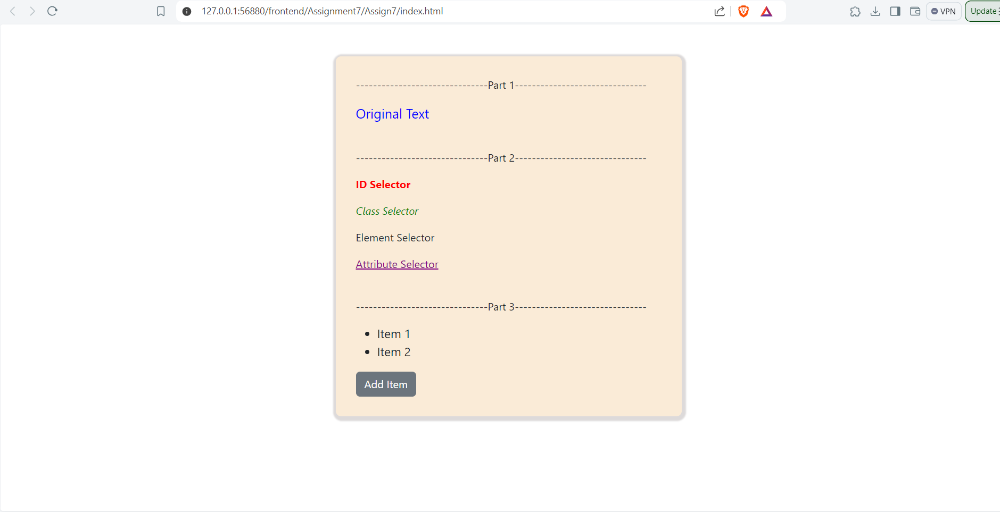 127.0.0.1:56880/frontend/Assignment7/Assign7/index.html
VPN
Update
-------------------------------Part 1-------------------------------
Original Text
-------------------------------Part 2-------------------------------
ID Selector
Class Selector
Element Selector
Attribute Selector
-------------------------------Part 3-------------------------------
Item 1
Item 2
Add Item